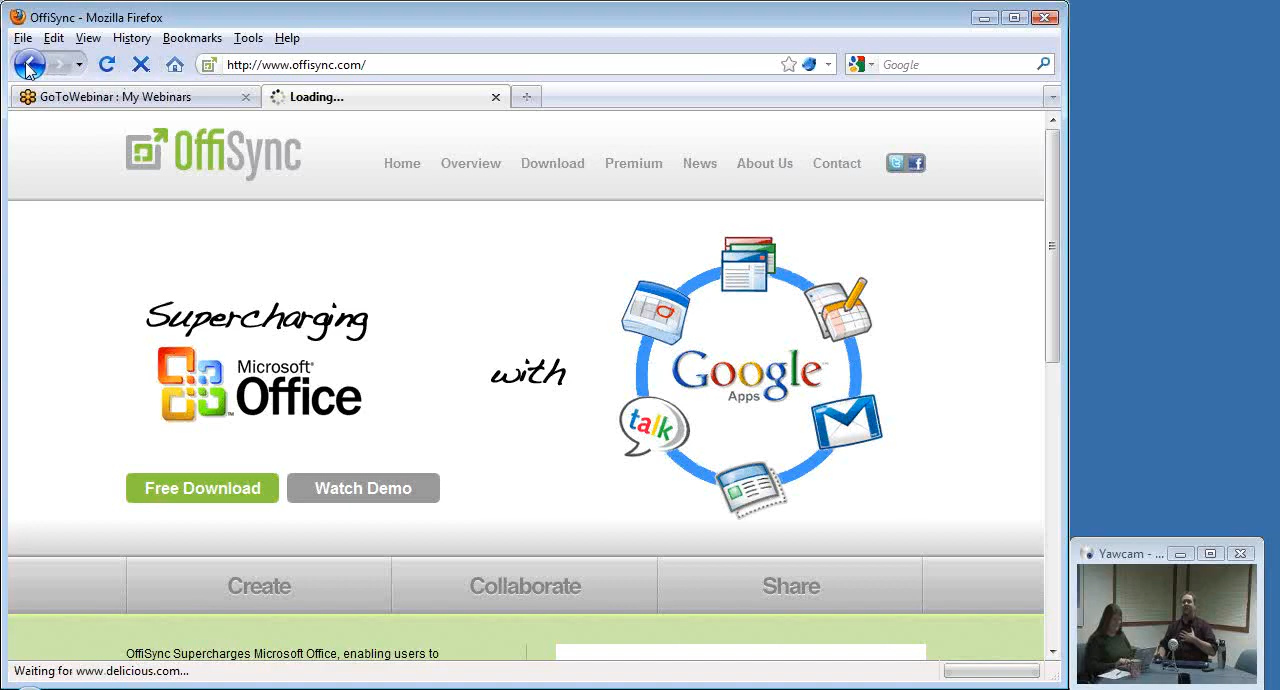 OffiSync - Mozilla Firefox
File Edit View History Bookmarks Tools Help
http://www.offisync.com/
Google
GoToWebinar : My Webinars
Loading...
OffiSync
Home Overview Download Premium News About Us Contact
Supercharging
Microsoft®
Office™
with
Google™
Apps
talk
Free Download
Watch Demo
Create
Collaborate
Share
OffiSync Supercharges Microsoft Office, enabling users to
Waiting for www.delicious.com...
Yawcam - ...